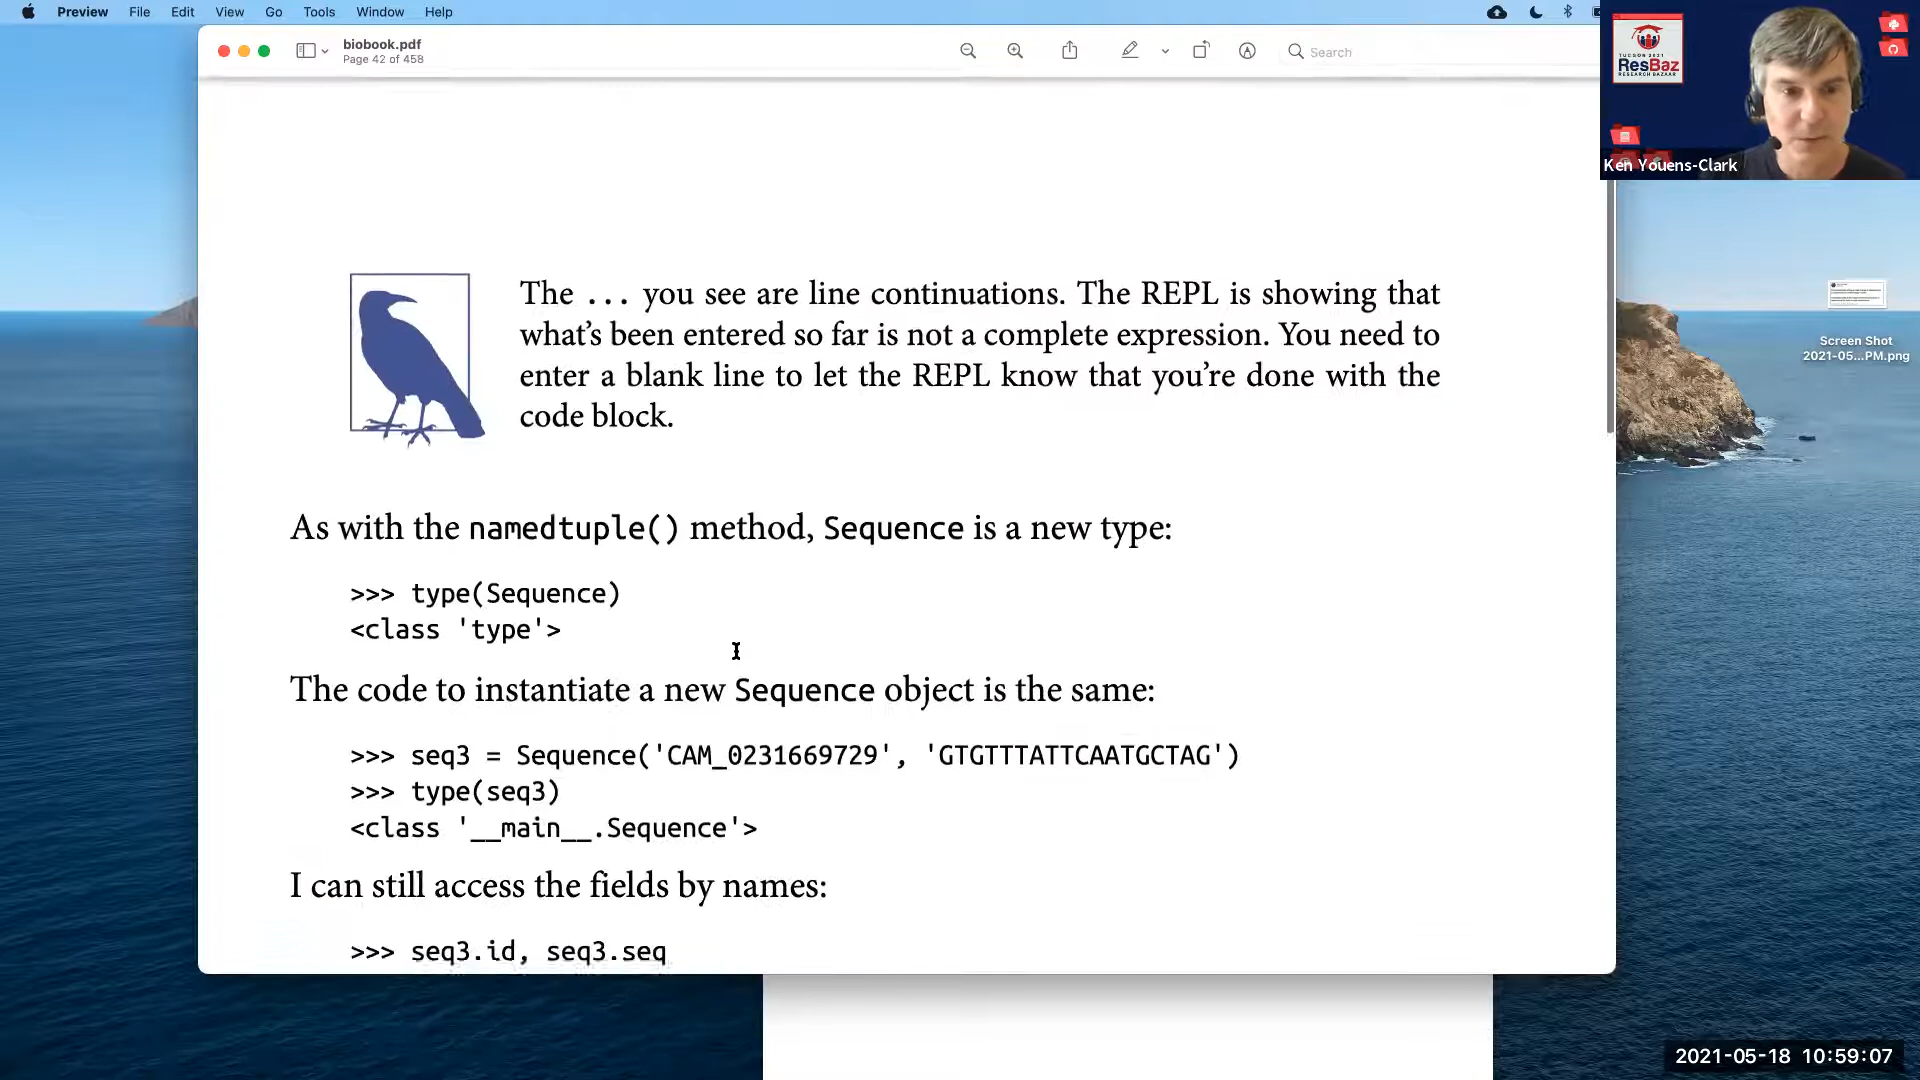 Preview File Edit View Go Tools Window Help
biobook.pdf
Page 42 of 458
Search
TUCSON 2021
ResBaz
RESEARCH BAZAAR
Ken Youens-Clark
The ... you see are line continuations. The REPL is showing that
what’s been entered so far is not a complete expression. You need to
enter a blank line to let the REPL know that you’re done with the
code block.
As with the namedtuple() method, Sequence is a new type:
>>> type(Sequence)
<class 'type'>
The code to instantiate a new Sequence object is the same:
>>> seq3 = Sequence('CAM_0231669729', 'GTGTTTATTCAATGCTAG')
>>> type(seq3)
<class '__main__.Sequence'>
I can still access the fields by names:
>>> seq3.id, seq3.seq
Screen Shot
2021-05...PM.png
2021-05-18 10:59:07